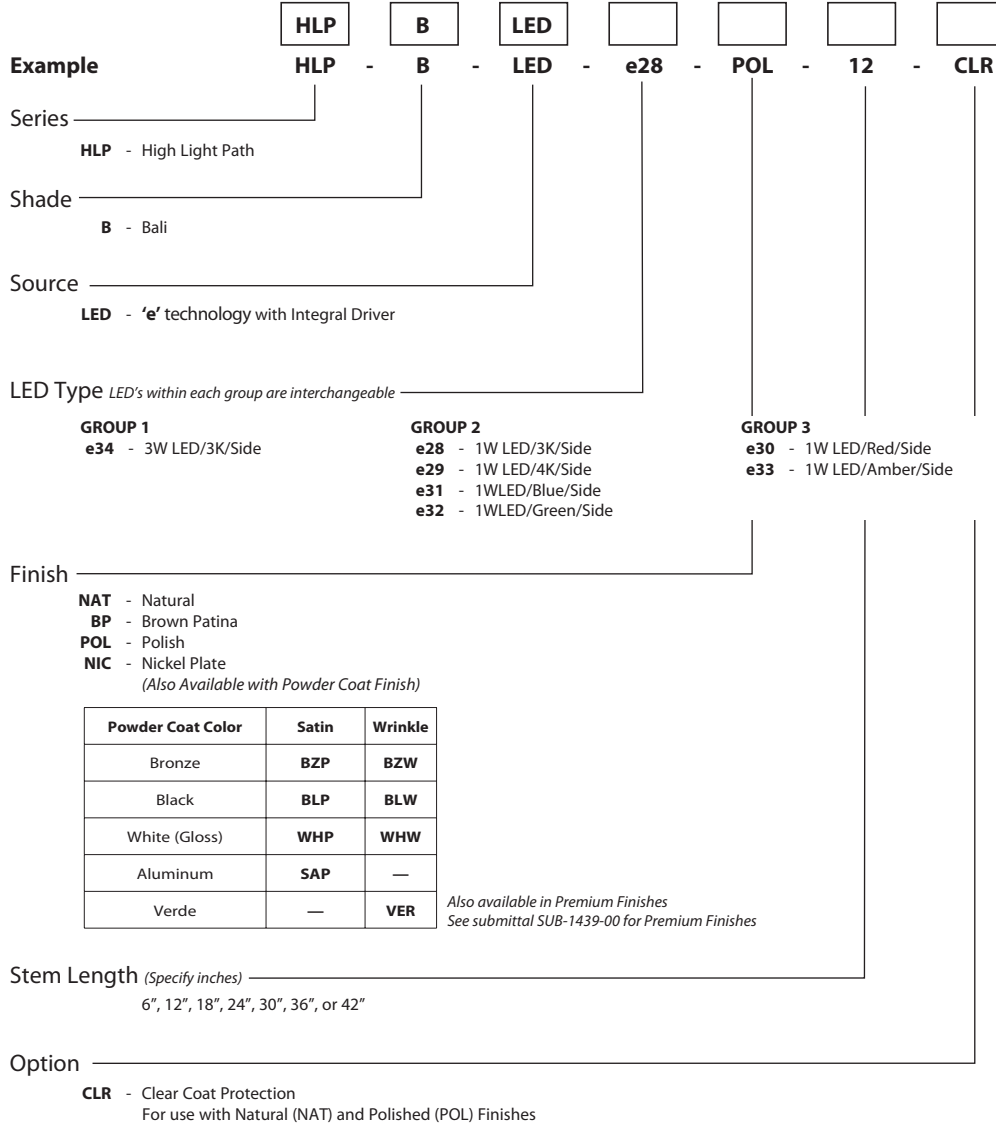 HLP B LED
Example HLP - B - LED - e28 - POL - 12 - CLR
Series
HLP - High Light Path
Shade
B - Bali
Source
LED - ‘e’ technology with Integral Driver
LED Type LED's within each group are interchangeable
GROUP 1 GROUP 2 GROUP 3
e34 - 3W LED/3K/Side e28 - 1W LED/3K/Side e30 - 1W LED/Red/Side
e29 - 1W LED/4K/Side e33 - 1W LED/Amber/Side
e31 - 1WLED/Blue/Side
e32 - 1WLED/Green/Side
Finish
NAT - Natural
BP - Brown Patina
POL - Polish
NIC - Nickel Plate
(Also Available with Powder Coat Finish)
Powder Coat Color Satin Wrinkle
Bronze BZP BZW
Black BLP BLW
White (Gloss) WHP WHW
Aluminum SAP —
Verde — VER
Also available in Premium Finishes
See submittal SUB-1439-00 for Premium Finishes
Stem Length (Specify inches)
6”, 12”, 18”, 24”, 30”, 36”, or 42”
Option
CLR - Clear Coat Protection
For use with Natural (NAT) and Polished (POL) Finishes